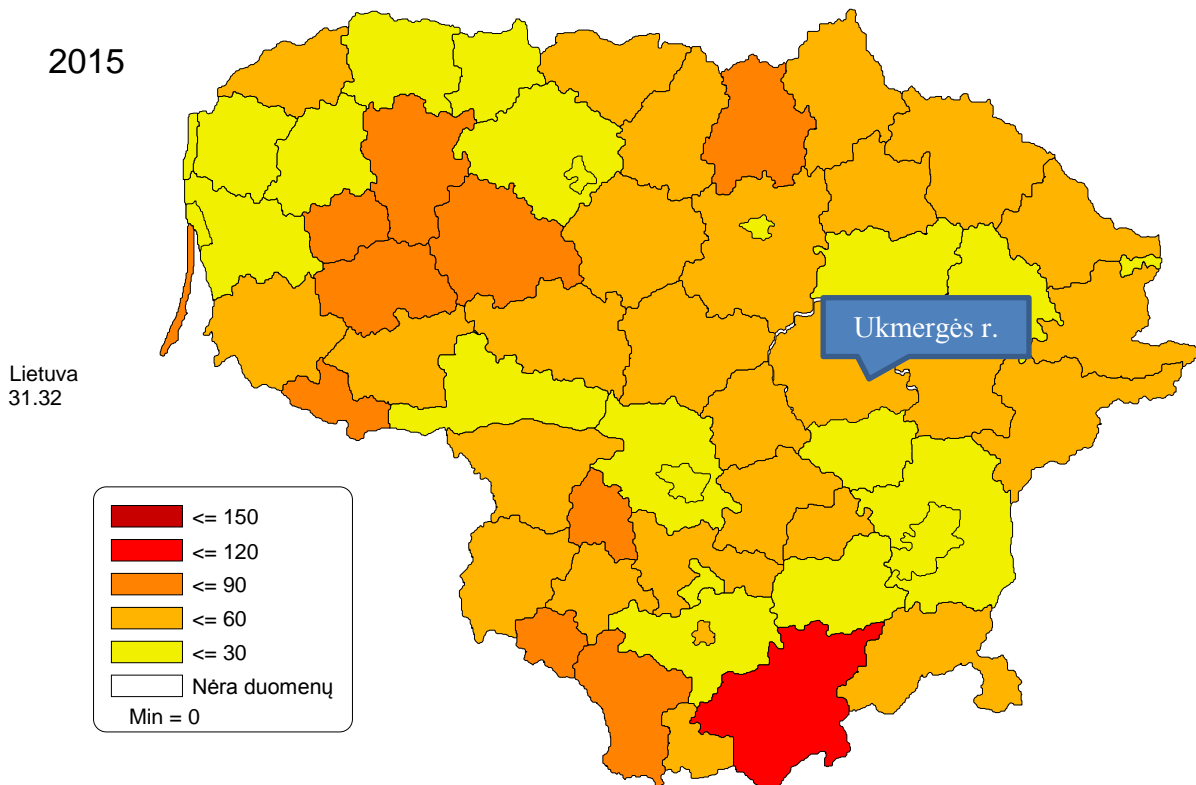 2015
Ukmergės r.
Lietuva
31.32
<= 150
<= 120
<= 90
<= 60
<= 30
Nėra duomenų
Min = 0